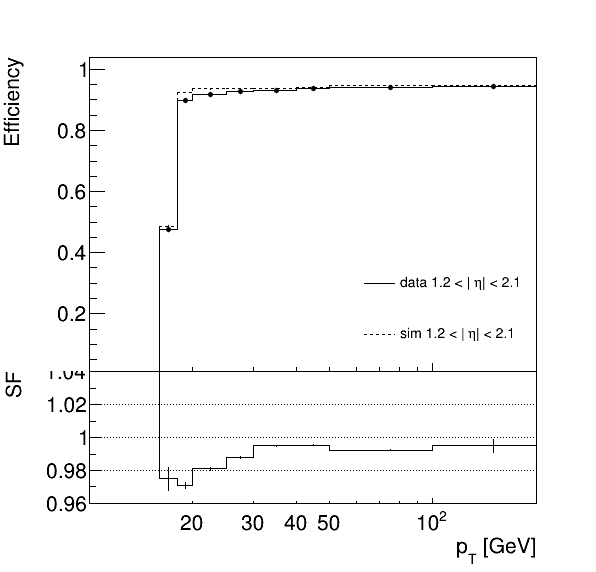 Efficiency
1
0.8
0.6
0.4
0.2
data 1.2 < | η| < 2.1
sim 1.2 < | η| < 2.1
SF
1.04
1.02
1
0.98
0.96
20 30 40 50 10²
p_T [GeV]